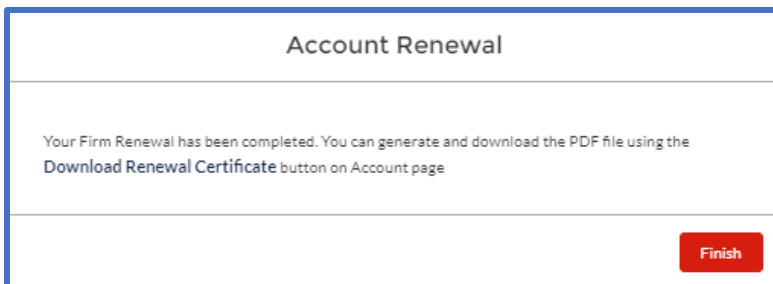 Account Renewal
Your Firm Renewal has been completed. You can generate and download the PDF file using the
Download Renewal Certificate button on Account page
Finish